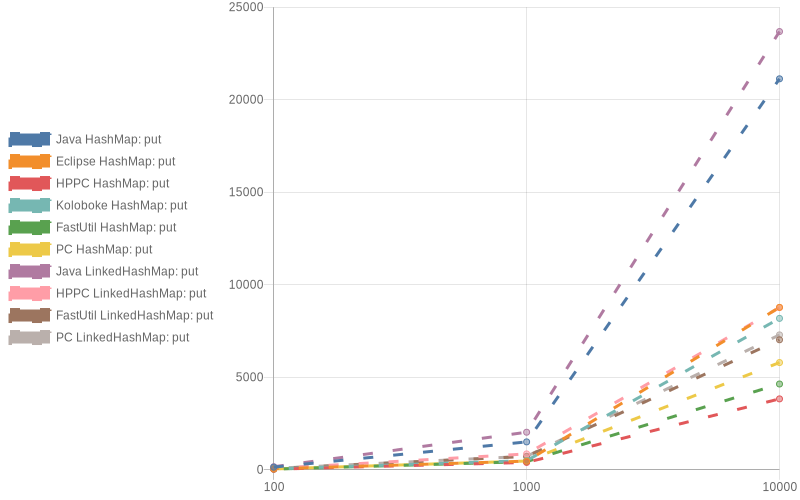 25000
20000
15000
10000
5000
0
100
1000
10000
Java HashMap: put
Eclipse HashMap: put
HPPC HashMap: put
Koloboke HashMap: put
FastUtil HashMap: put
PC HashMap: put
Java LinkedHashMap: put
HPPC LinkedHashMap: put
FastUtil LinkedHashMap: put
PC LinkedHashMap: put